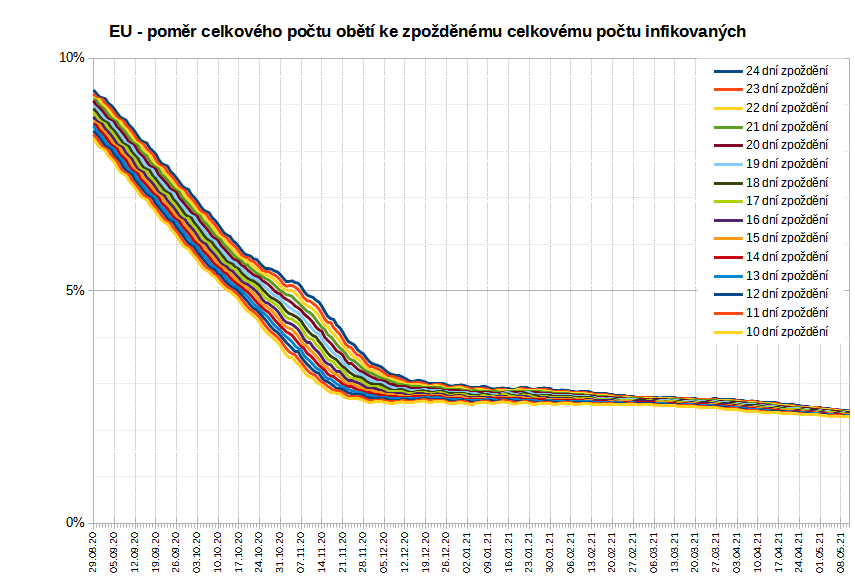 EU - poměr celkového počtu obětí ke zpožděnému celkovému počtu infikovaných
10%
5%
0%
24 dní zpoždění
23 dní zpoždění
22 dní zpoždění
21 dní zpoždění
20 dní zpoždění
19 dní zpoždění
18 dní zpoždění
17 dní zpoždění
16 dní zpoždění
15 dní zpoždění
14 dní zpoždění
13 dní zpoždění
12 dní zpoždění
11 dní zpoždění
10 dní zpoždění
29.08.20
05.09.20
12.09.20
19.09.20
26.09.20
03.10.20
10.10.20
17.10.20
24.10.20
31.10.20
07.11.20
14.11.20
21.11.20
28.11.20
05.12.20
12.12.20
19.12.20
26.12.20
02.01.21
09.01.21
16.01.21
23.01.21
30.01.21
06.02.21
13.02.21
20.02.21
27.02.21
06.03.21
13.03.21
20.03.21
27.03.21
03.04.21
10.04.21
17.04.21
24.04.21
01.05.21
08.05.21